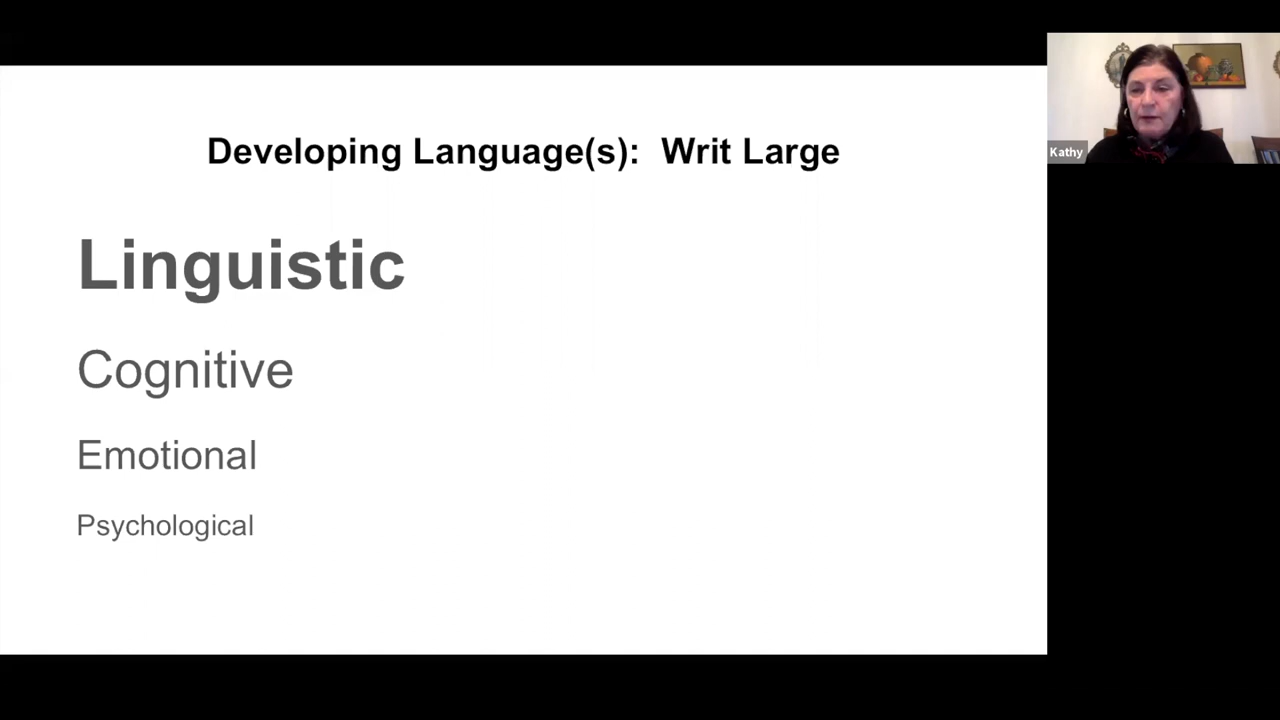 Developing Language(s): Writ Large
Linguistic
Cognitive
Emotional
Psychological
Kathy